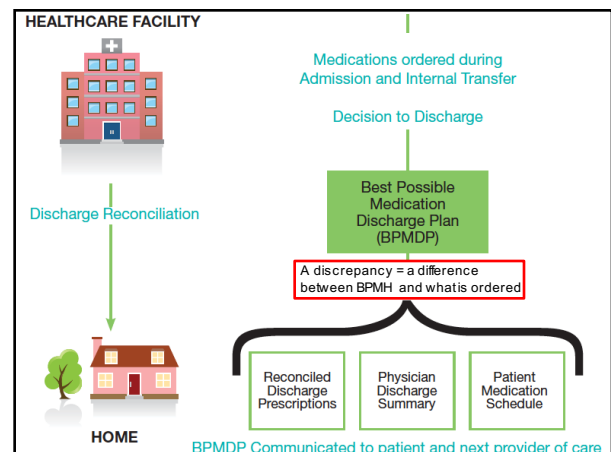 HEALTHCARE FACILITY
Medications ordered during
Admission and Internal Transfer
Decision to Discharge
Discharge Reconciliation
Best Possible
Medication
Discharge Plan
(BPMDP)
A discrepancy = a difference
between BPMH and what is ordered
Reconciled
Discharge
Prescriptions
Physician
Discharge
Summary
Patient
Medication
Schedule
HOME
BPMDP Communicated to patient and next provider of care